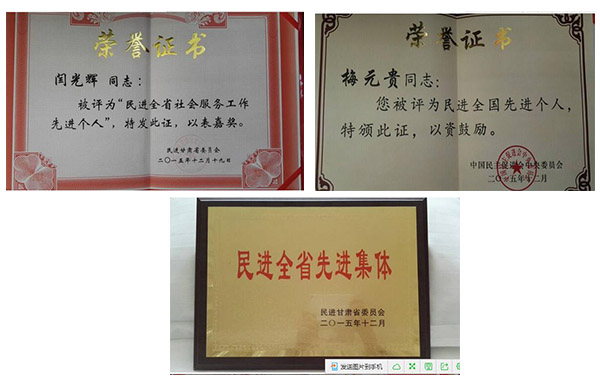 荣誉证书
闫光辉 同志：
被评为“民进全省社会服务工作
先进个人”，特发此证，以表嘉奖。
民进甘肃省委员会
二〇一五年十二月十九日
荣誉证书
梅元贵同志：
您被评为民进全国先进个人，
特颁此证，以资鼓励。
中国民主促进会中央委员会
二〇一五年十二月
民进全省先进集体
民进甘肃省委员会
二〇一五年十二月
发送图片到手机